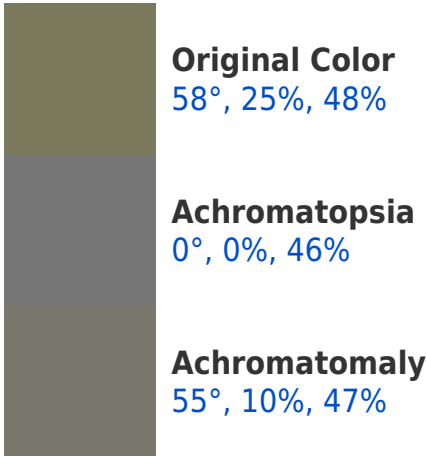 Original Color
58°, 25%, 48%
Achromatopsia
0°, 0%, 46%
Achromatomaly
55°, 10%, 47%